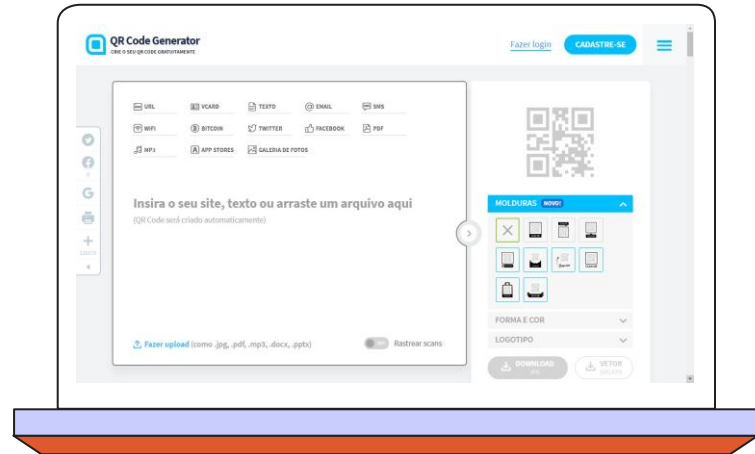 QR Code Generator
CRIE O SEU QR CODE GRATUITAMENTE
Fazer login
CADASTRE-SE
URL
VCARD
TEXTO
EMAIL
SMS
WIFI
BITCOIN
TWITTER
FACEBOOK
PDF
MP3
APP STORES
GALERIA DE FOTOS
Insira o seu site, texto ou arraste um arquivo aqui
(QR Code será criado automaticamente)
Fazer upload (como .jpg, .pdf, .mp3, .docx, .pptx)
Rastrear scans
MOLDURAS NOVO!
FORMA E COR
LOGOTIPO
DOWNLOAD
JPG
VETOR